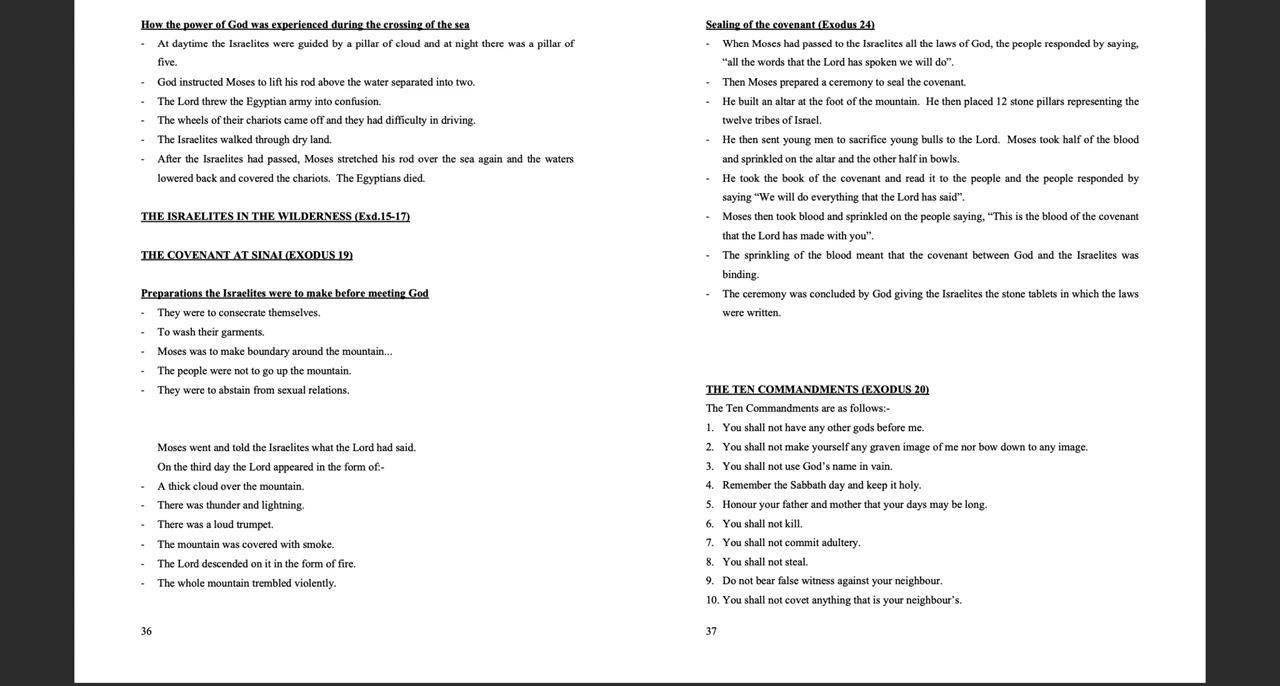 How the power of God was experienced during the crossing of the sea
- At daytime the Israelites were guided by a pillar of cloud and at night there was a pillar of
five.
- God instructed Moses to lift his rod above the water separated into two.
- The Lord threw the Egyptian army into confusion.
- The wheels of their chariots came off and they had difficulty in driving.
- The Israelites walked through dry land.
- After the Israelites had passed, Moses stretched his rod over the sea again and the waters
lowered back and covered the chariots. The Egyptians died.
THE ISRAELITES IN THE WILDERNESS (Exd.15-17)
THE COVENANT AT SINAI (EXODUS 19)
Preparations the Israelites were to make before meeting God
- They were to consecrate themselves.
- To wash their garments.
- Moses was to make boundary around the mountain...
- The people were not to go up the mountain.
- They were to abstain from sexual relations.
Moses went and told the Israelites what the Lord had said.
On the third day the Lord appeared in the form of:-
- A thick cloud over the mountain.
- There was thunder and lightning.
- There was a loud trumpet.
- The mountain was covered with smoke.
- The Lord descended on it in the form of fire.
- The whole mountain trembled violently.
36
Sealing of the covenant (Exodus 24)
- When Moses had passed to the Israelites all the laws of God, the people responded by saying,
“all the words that the Lord has spoken we will do”.
- Then Moses prepared a ceremony to seal the covenant.
- He built an altar at the foot of the mountain. He then placed 12 stone pillars representing the
twelve tribes of Israel.
- He then sent young men to sacrifice young bulls to the Lord. Moses took half of the blood
and sprinkled on the altar and the other half in bowls.
- He took the book of the covenant and read it to the people and the people responded by
saying “We will do everything that the Lord has said”.
- Moses then took blood and sprinkled on the people saying, “This is the blood of the covenant
that the Lord has made with you”.
- The sprinkling of the blood meant that the covenant between God and the Israelites was
binding.
- The ceremony was concluded by God giving the Israelites the stone tablets in which the laws
were written.
THE TEN COMMANDMENTS (EXODUS 20)
The Ten Commandments are as follows:-
1. You shall not have any other gods before me.
2. You shall not make yourself any graven image of me nor bow down to any image.
3. You shall not use God’s name in vain.
4. Remember the Sabbath day and keep it holy.
5. Honour your father and mother that your days may be long.
6. You shall not kill.
7. You shall not commit adultery.
8. You shall not steal.
9. Do not bear false witness against your neighbour.
10. You shall not covet anything that is your neighbour’s.
37